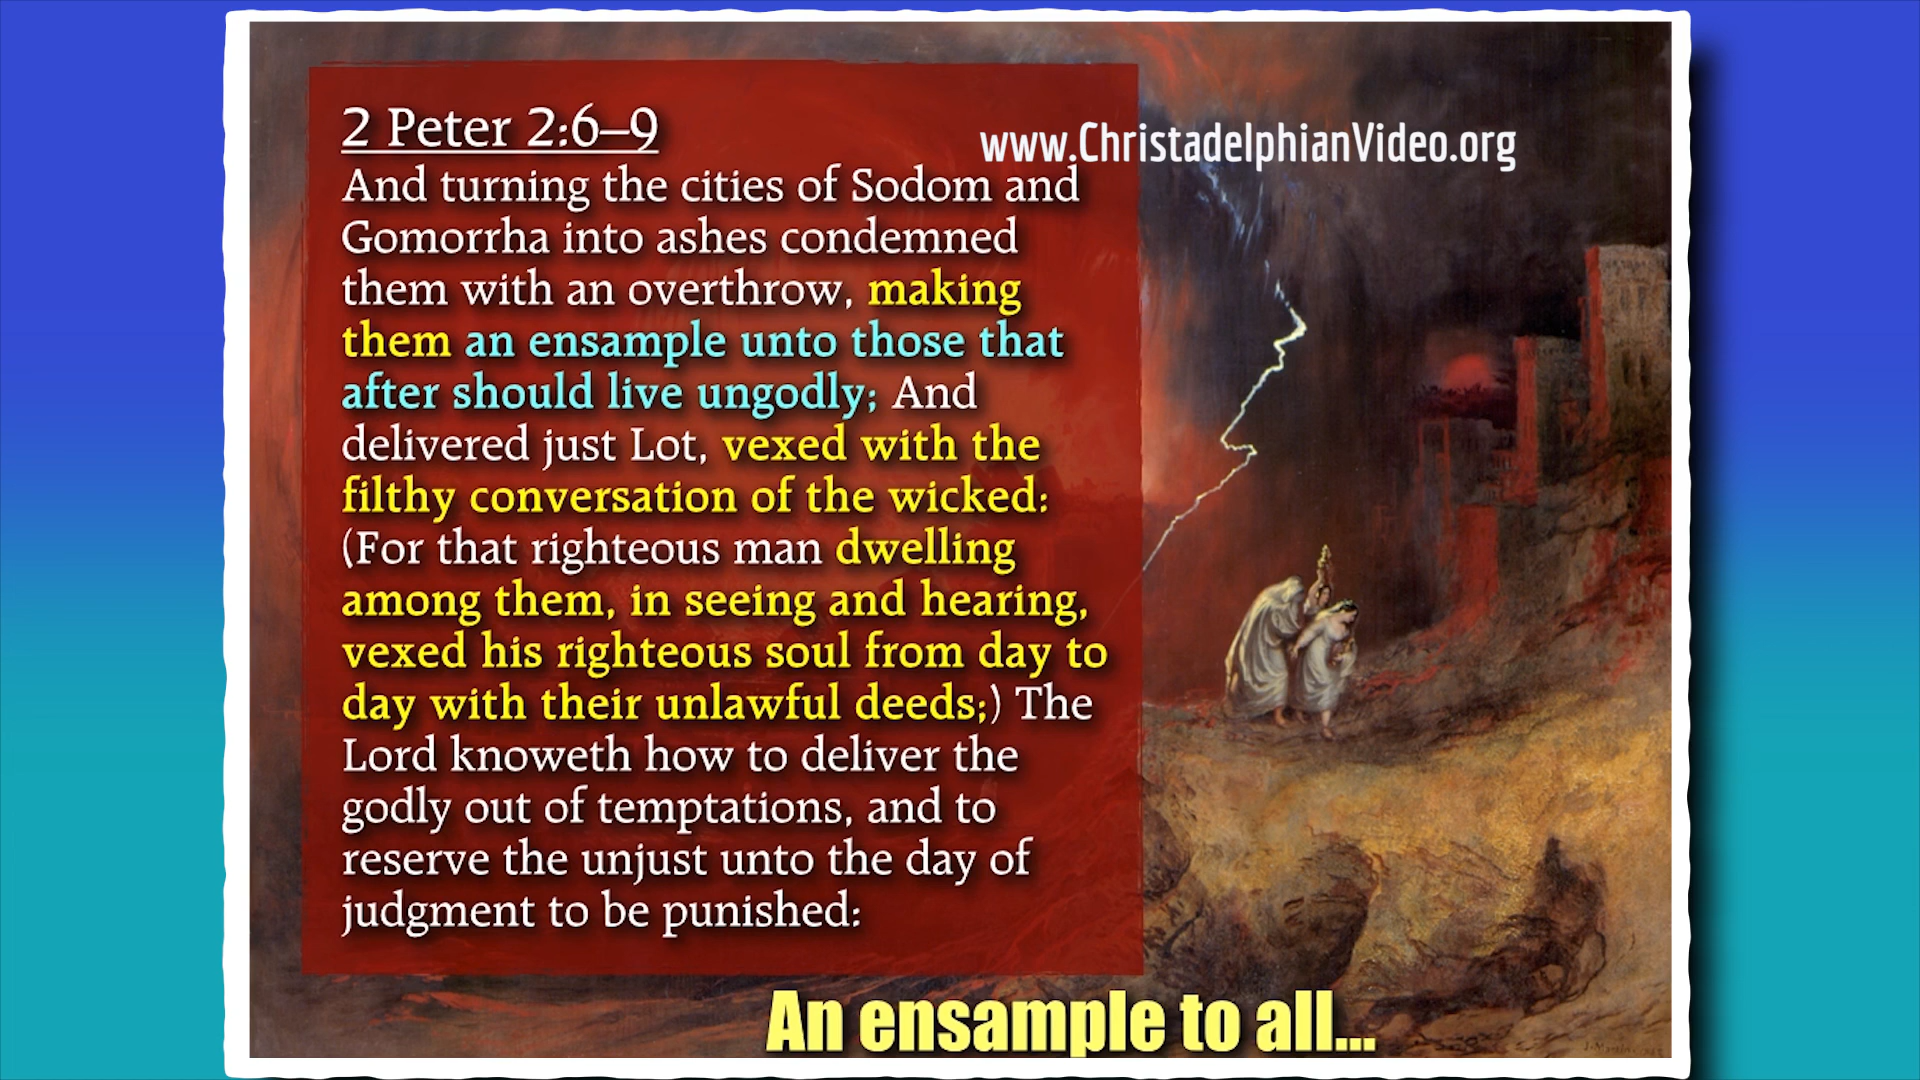 2 Peter 2:6–9
www.ChristadelphianVideo.org
And turning the cities of Sodom and
Gomorrha into ashes condemned
them with an overthrow, making
them an ensample unto those that
after should live ungodly; And
delivered just Lot, vexed with the
filthy conversation of the wicked:
(For that righteous man dwelling
among them, in seeing and hearing,
vexed his righteous soul from day to
day with their unlawful deeds;) The
Lord knoweth how to deliver the
godly out of temptations, and to
reserve the unjust unto the day of
judgment to be punished:
An ensample to all...